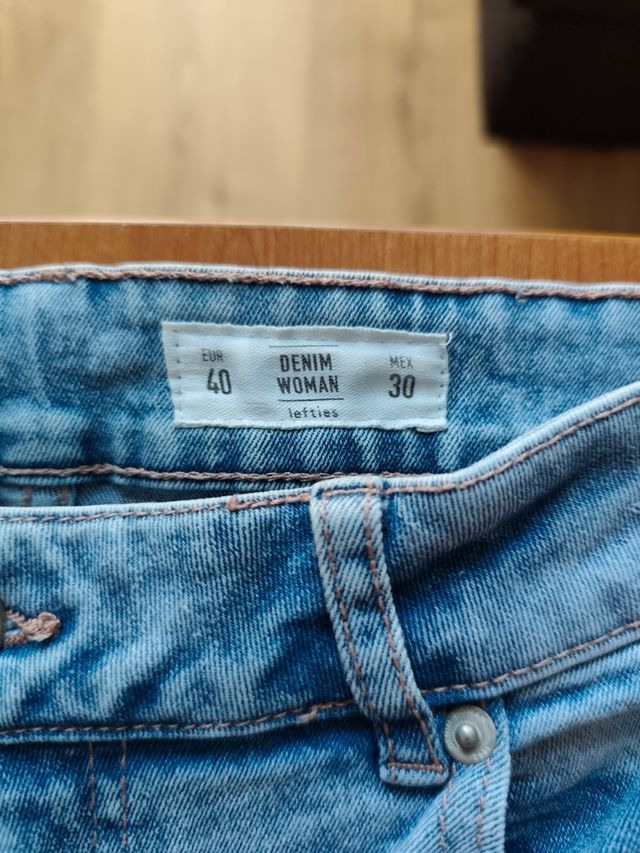 EUR
40
DENIM
WOMAN
lefties
MEX
30